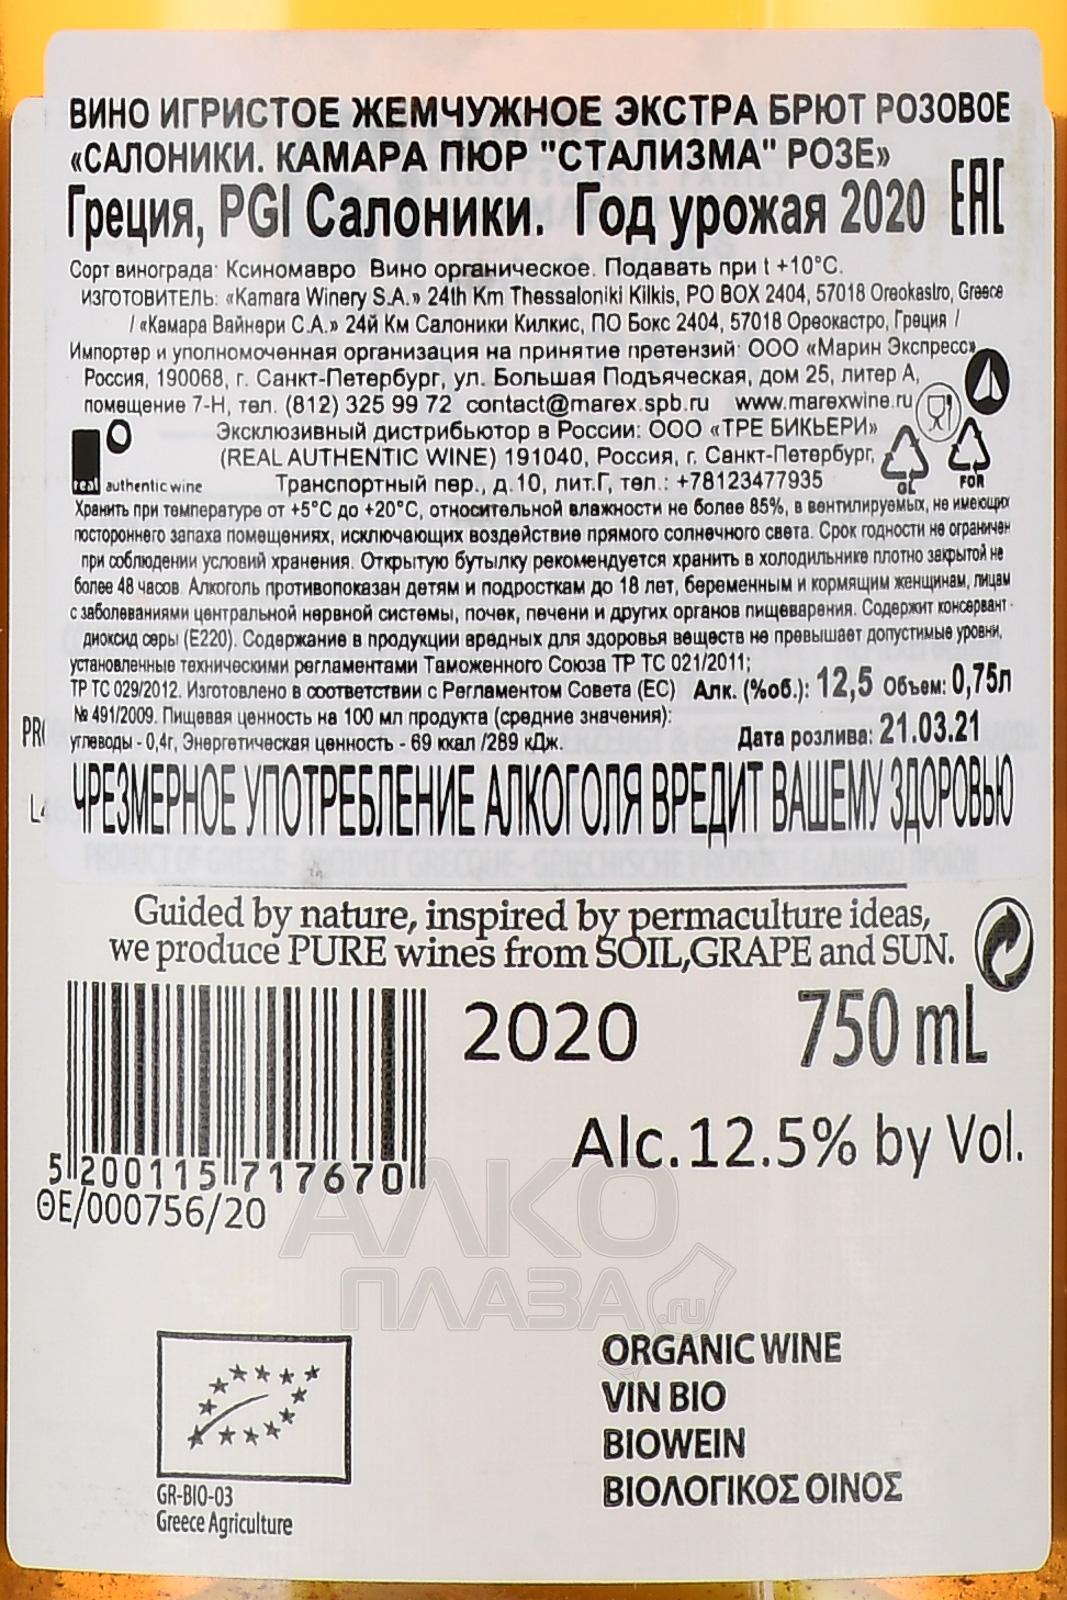 ВИНО ИГРИСТОЕ ЖЕМЧУЖНОЕ ЭКСТРА БРЮТ РОЗОВОЕ
«САЛОНИКИ. КАМАРА ПЮР "СТАЛИЗМА" РОЗЕ»
Греция, PGI Салоники. Год урожая 2020 EAC
Сорт винограда: Ксиномавро Вино органическое. Подавать при t +10°C.
ИЗГОТОВИТЕЛЬ: «Kamara Winery S.A.» 24th Km Thessaloniki Kilkis, PO BOX 2404, 57018 Oreokastro, Greece
/ «Камара Вайнери С.А.» 24й Км Салоники Килкис, ПО Бокс 2404, 57018 Ореокастро, Греция /
Импортер и уполномоченная организация на принятие претензий: ООО «Марин Экспресс»,
Россия, 190068, г. Санкт-Петербург, ул. Большая Подъяческая, дом 25, литер А,
помещение 7-Н, тел. (812) 325 99 72 contact@marex.spb.ru www.marexwine.ru
Эксклюзивный дистрибьютор в России: ООО «ТРЕ БИКЬЕРИ»
(REAL AUTHENTIC WINE) 191040, Россия, г. Санкт-Петербург,
real authentic wine Транспортный пер., д.10, лит.Г, тел.: +78123477935
GL FOR
Хранить при температуре от +5°C до +20°C, относительной влажности не более 85%, в вентилируемых, не имеющих
постороннего запаха помещениях, исключающих воздействие прямого солнечного света. Срок годности не ограничен
при соблюдении условий хранения. Открытую бутылку рекомендуется хранить в холодильнике плотно закрытой не
более 48 часов. Алкоголь противопоказан детям и подросткам до 18 лет, беременным и кормящим женщинам, лицам
с заболеваниями центральной нервной системы, почек, печени и других органов пищеварения. Содержит консервант -
диоксид серы (Е220). Содержание в продукции вредных для здоровья веществ не превышает допустимые уровни,
установленные техническими регламентами Таможенного Союза ТР ТС 021/2011;
ТР ТС 029/2012. Изготовлено в соответствии с Регламентом Совета (ЕС) Алк. (%об.): 12,5 Объем: 0,75л
№ 491/2009. Пищевая ценность на 100 мл продукта (средние значения):
углеводы - 0,4г, Энергетическая ценность - 69 ккал /289 кДж. Дата розлива: 21.03.21
ЧРЕЗМЕРНОЕ УПОТРЕБЛЕНИЕ АЛКОГОЛЯ ВРЕДИТ ВАШЕМУ ЗДОРОВЬЮ
PRODUCT OF GREECE - PRODUIT GRECQUE - GRIECHISCHE PRODUKT - ΕΛΛΗΝΙΚΟ ΠΡΟΪΟΝ
Guided by nature, inspired by permaculture ideas,
we produce PURE wines from SOIL,GRAPE and SUN.
2020 750 mL
Alc.12.5% by Vol.
5 200115 717670
ΘΕ/000756/20
АЛКО
ПЛАЗА.ru
ORGANIC WINE
VIN BIO
BIOWEIN
ΒΙΟΛΟΓΙΚΟΣ ΟΙΝΟΣ
GR-BIO-03
Greece Agriculture